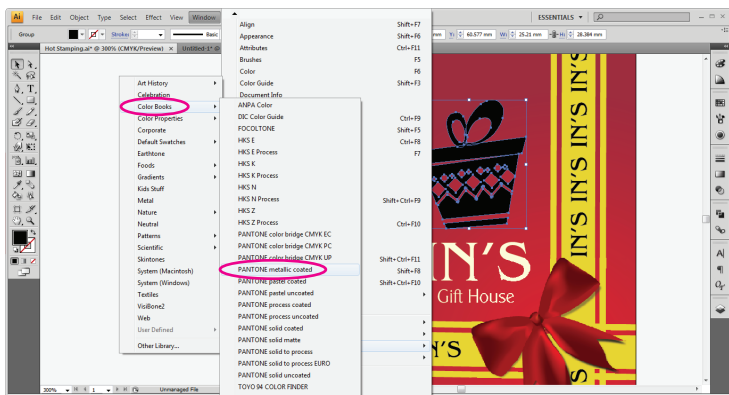 Ai File Edit Object Type Select Effect View Window ESSENTIALS
Group Stroke: Basic mm Y: 60.577 mm W: 25.21 mm H: 28.384 mm
Hot Stamping.ai* @ 300% (CMYK/Preview) × Untitled-1* @
Align Shift+F7
Appearance Shift+F6
Attributes Ctrl+F11
Brushes F5
Color F6
Color Guide Shift+F3
Document Info
Ctrl+F9
Shift+F5
Ctrl+F8
F7
Shift+Ctrl+F9
Ctrl+F10
Shift+Ctrl+F11
Shift+F8
Shift+Ctrl+F10
Art History
Celebration
Color Books
Color Properties
Corporate
Default Swatches
Earthtone
Foods
Gradients
Kids Stuff
Metal
Nature
Neutral
Patterns
Scientific
Skintones
System (Macintosh)
System (Windows)
Textiles
VisiBone2
Web
User Defined
Other Library...
ANPA Color
DIC Color Guide
FOCOLTONE
HKS E
HKS E Process
HKS K
HKS K Process
HKS N
HKS N Process
HKS Z
HKS Z Process
PANTONE color bridge CMYK EC
PANTONE color bridge CMYK PC
PANTONE color bridge CMYK UP
PANTONE metallic coated
PANTONE pastel coated
PANTONE pastel uncoated
PANTONE process coated
PANTONE process uncoated
PANTONE solid coated
PANTONE solid matte
PANTONE solid to process
PANTONE solid to process EURO
PANTONE solid uncoated
TOYO 94 COLOR FINDER
IN'S
Gift House
N'S
IN'S IN'S IN'S
300% 1 Unmanaged File